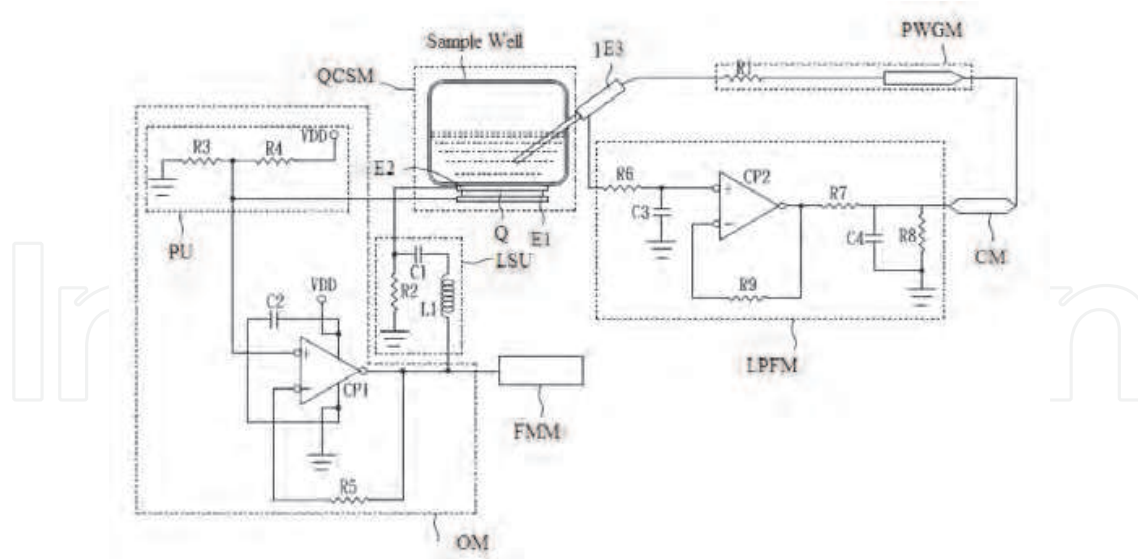 PWGM
Sample Well
1E3
QCSM
R1
VDD
R3
R4
E2
R6
CP2
R7
C3
C4
R8
Q
E1
CM
PU
LSU
C1
R2
L1
R9
C2
VDD
LPFM
CP1
FMM
R5
OM